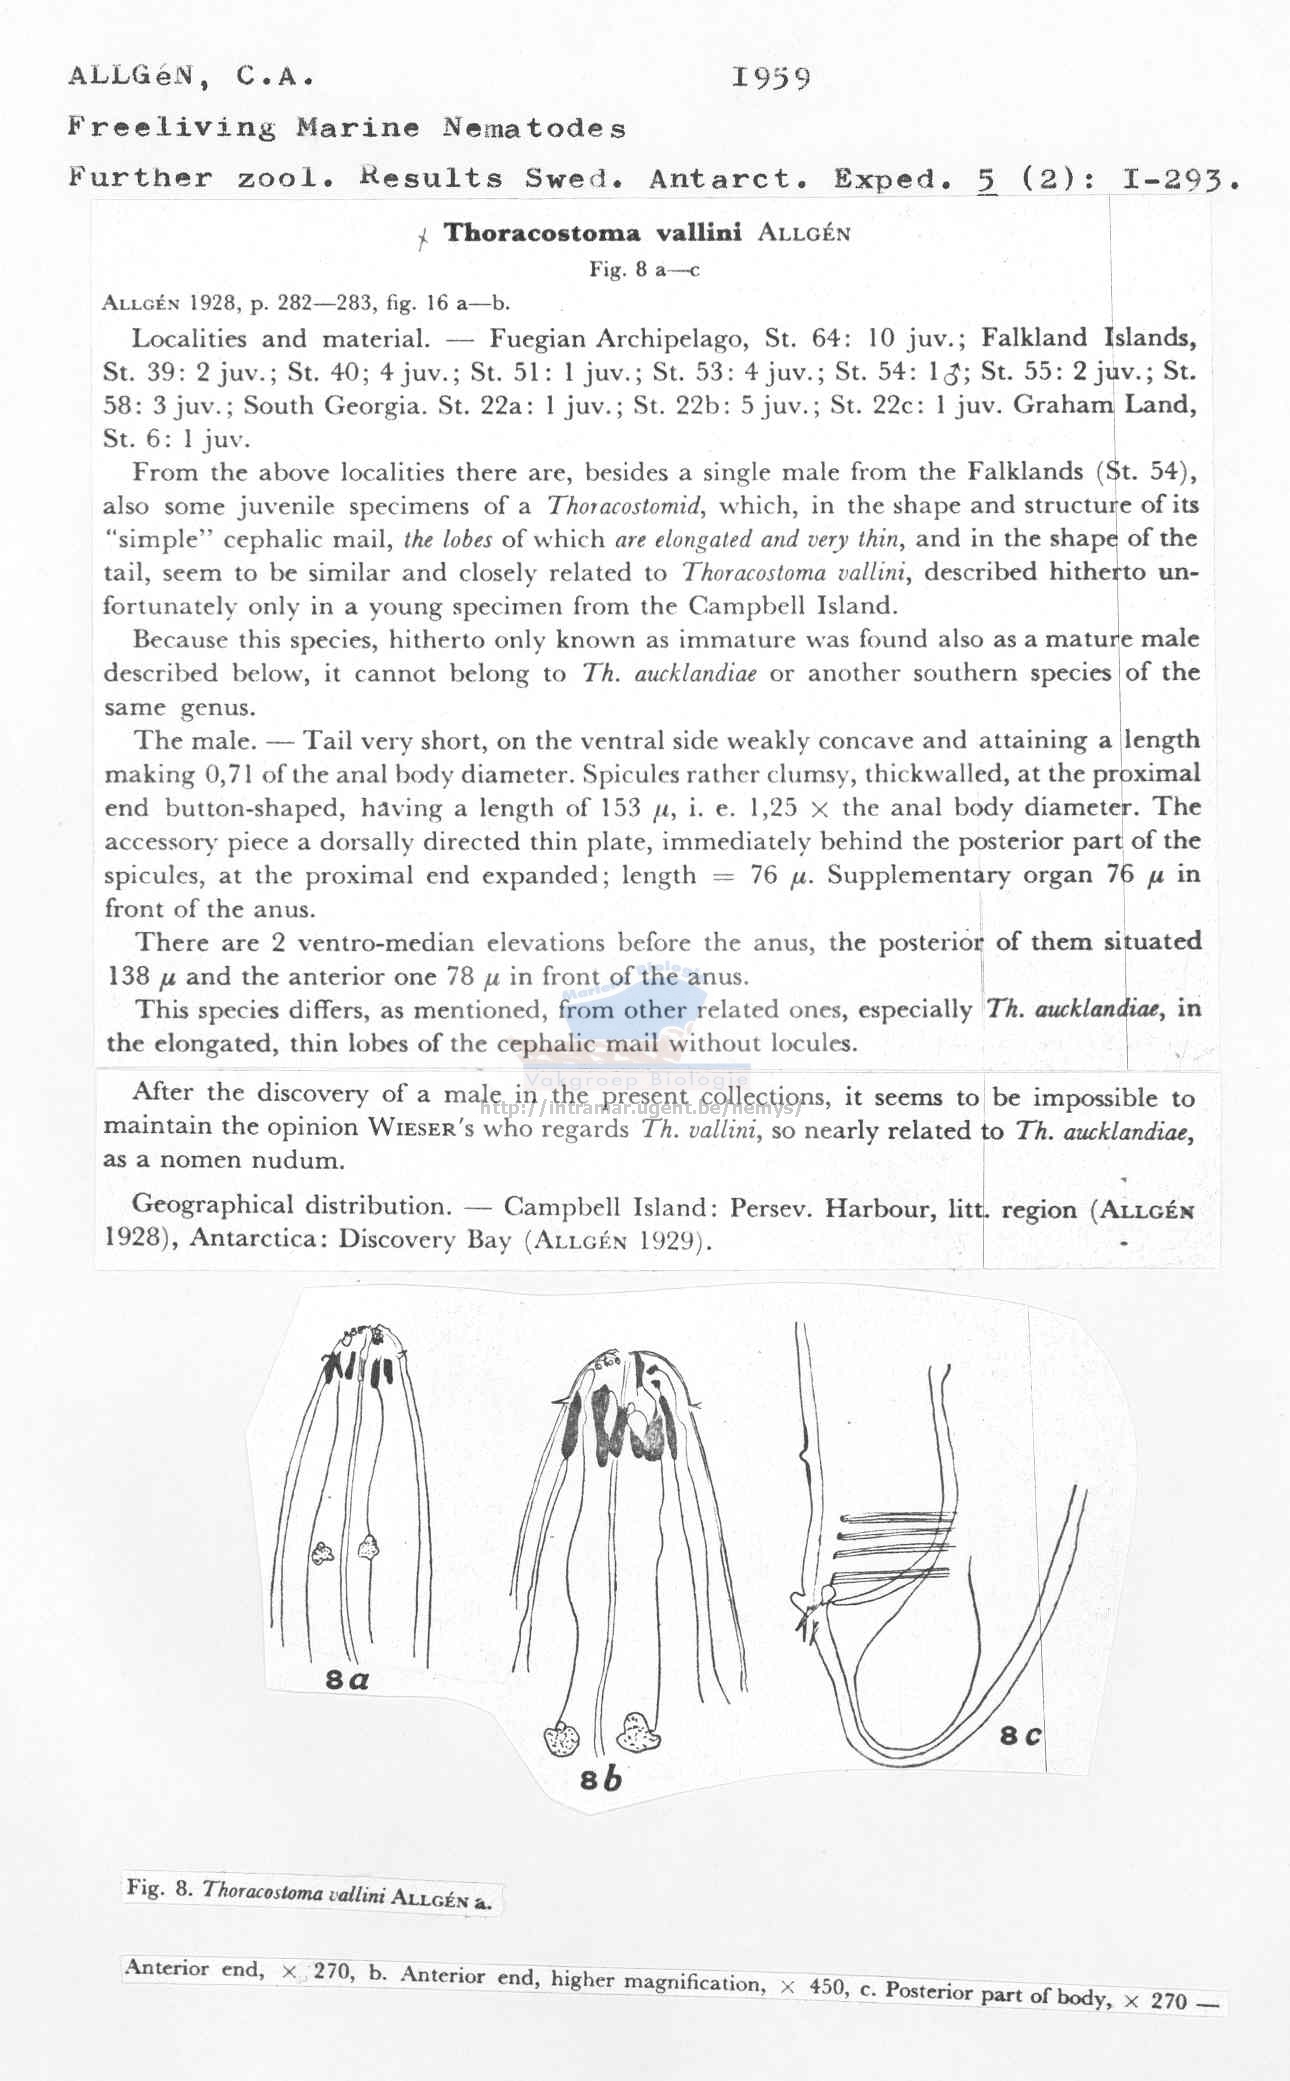 ALLGéN, C.A. 1959
Freeliving Marine Nematodes
Further zool. Results Swed. Antarct. Exped. 5 (2): I-293.
Thoracostoma vallini ALLGÉN
Fig. 8 a—c
ALLGÉN 1928, p. 282—283, fig. 16 a—b.
Localities and material. — Fuegian Archipelago, St. 64: 10 juv.; Falkland Islands,
St. 39: 2 juv.; St. 40; 4 juv.; St. 51: 1 juv.; St. 53: 4 juv.; St. 54: 1♂; St. 55: 2 juv.; St.
58: 3 juv.; South Georgia. St. 22a: 1 juv.; St. 22b: 5 juv.; St. 22c: 1 juv. Graham Land,
St. 6: 1 juv.
From the above localities there are, besides a single male from the Falklands (St. 54),
also some juvenile specimens of a Thoracostomid, which, in the shape and structure of its
“simple” cephalic mail, the lobes of which are elongated and very thin, and in the shape of the
tail, seem to be similar and closely related to Thoracostoma vallini, described hitherto un-
fortunately only in a young specimen from the Campbell Island.
Because this species, hitherto only known as immature was found also as a mature male
described below, it cannot belong to Th. aucklandiae or another southern species of the
same genus.
The male. — Tail very short, on the ventral side weakly concave and attaining a length
making 0,71 of the anal body diameter. Spicules rather clumsy, thickwalled, at the proximal
end button-shaped, having a length of 153 µ, i. e. 1,25 × the anal body diameter. The
accessory piece a dorsally directed thin plate, immediately behind the posterior part of the
spicules, at the proximal end expanded; length = 76 µ. Supplementary organ 76 µ in
front of the anus.
There are 2 ventro-median elevations before the anus, the posterior of them situated
138 µ and the anterior one 78 µ in front of the anus.
This species differs, as mentioned, from other related ones, especially Th. aucklandiae, in
the elongated, thin lobes of the cephalic mail without locules.
Marine Biologie
Vakgroep Biologie
http://intramar.ugent.be/nemys/
After the discovery of a male in the present collections, it seems to be impossible to
maintain the opinion WIESER's who regards Th. vallini, so nearly related to Th. aucklandiae,
as a nomen nudum.
Geographical distribution. — Campbell Island: Persev. Harbour, litt. region (ALLGÉN
1928), Antarctica: Discovery Bay (ALLGÉN 1929).
8a
8b
8c
Fig. 8. Thoracostoma vallini ALLGÉN a.
Anterior end, × 270, b. Anterior end, higher magnification, × 450, c. Posterior part of body, × 270 —